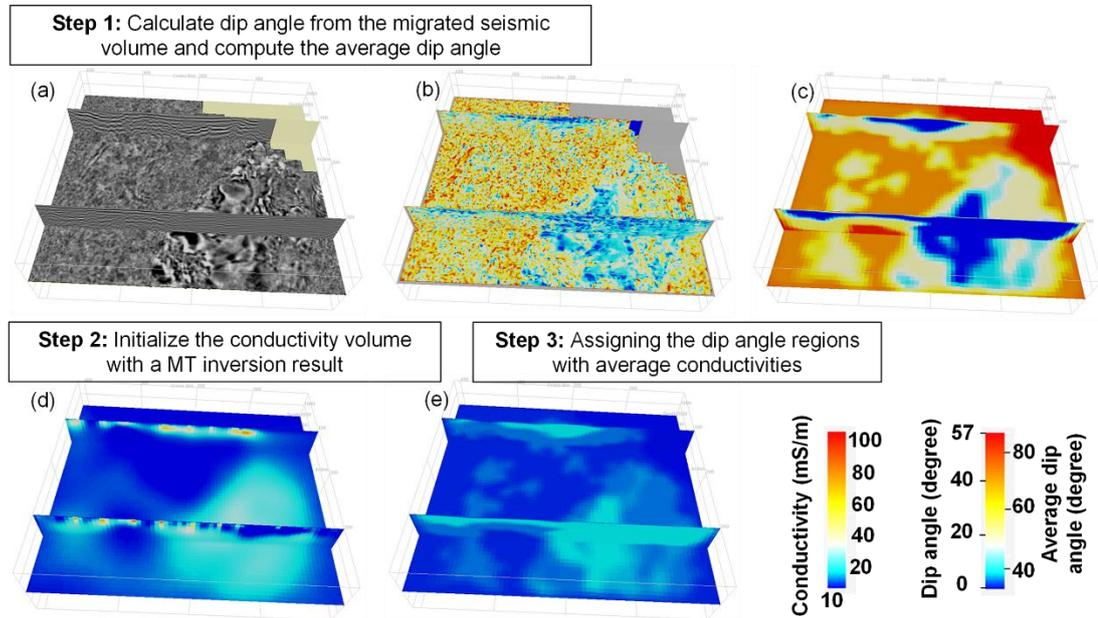 Step 1: Calculate dip angle from the migrated seismic
volume and compute the average dip angle
(a)
(b)
(c)
Step 2: Initialize the conductivity volume
with a MT inversion result
Step 3: Assigning the dip angle regions
with average conductivities
(d)
(e)
Conductivity (mS/m)
100
80
60
40
20
10
Dip angle (degree)
57
40
20
0
80
60
40
Average dip
angle (degree)